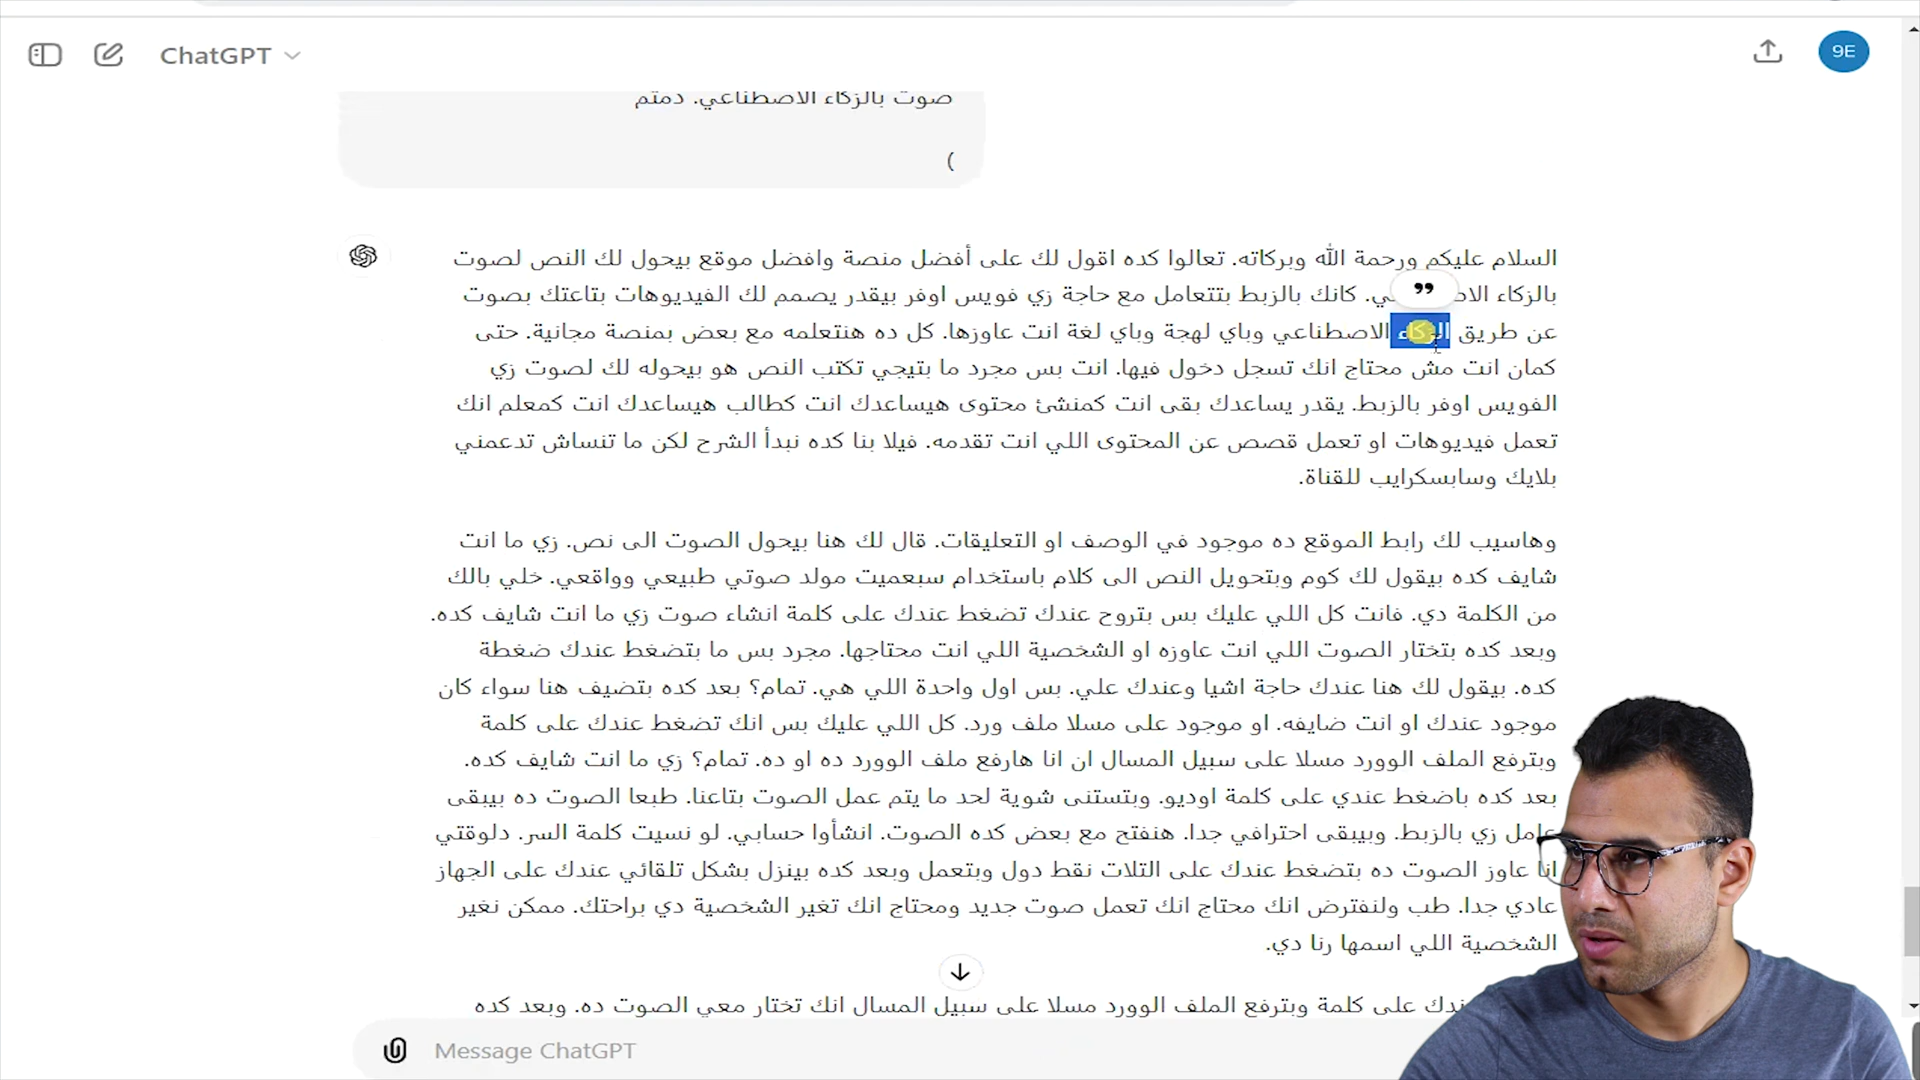 ChatGPT
9E
صوت بالزكاء الاصطناعي. دمتم
)
السلام عليكم ورحمة الله وبركاته. تعالوا كده اقول لك على أفضل منصة وافضل موقع بيحول لك النص لصوت
بالزكاء الاص ي. كانك بالزبط بتتعامل مع حاجة زي فويس اوفر بيقدر يصمم لك الفيديوهات بتاعتك بصوت
عن طريق الزكاء الاصطناعي وباي لهجة وباي لغة انت عاوزها. كل ده هنتعلمه مع بعض بمنصة مجانية. حتى
كمان انت مش محتاج انك تسجل دخول فيها. انت بس مجرد ما بتيجي تكتب النص هو بيحوله لك لصوت زي
الفويس اوفر بالزبط. يقدر يساعدك بقى انت كمنشئ محتوى هيساعدك انت كطالب هيساعدك انت كمعلم انك
تعمل فيديوهات او تعمل قصص عن المحتوى اللي انت تقدمه. فيلا بنا كده نبدأ الشرح لكن ما تنساش تدعمني
بلايك وسابسكرايب للقناة.
وهاسيب لك رابط الموقع ده موجود في الوصف او التعليقات. قال لك هنا بيحول الصوت الى نص. زي ما انت
شايف كده بيقول لك كوم وبتحويل النص الى كلام باستخدام سبعميت مولد صوتي طبيعي وواقعي. خلي بالك
من الكلمة دي. فانت كل اللي عليك بس بتروح عندك تضغط عندك على كلمة انشاء صوت زي ما انت شايف كده.
وبعد كده بتختار الصوت اللي انت عاوزه او الشخصية اللي انت محتاجها. مجرد بس ما بتضغط عندك ضغطة
كده. بيقول لك هنا عندك حاجة اشيا وعندك علي. بس اول واحدة اللي هي. تمام؟ بعد كده بتضيف هنا سواء كان
موجود عندك او انت ضايفه. او موجود على مسلا ملف ورد. كل اللي عليك بس انك تضغط عندك على كلمة
وبترفع الملف الوورد مسلا على سبيل المسال ان انا هارفع ملف الوورد ده او ده. تمام؟ زي ما انت شايف كده.
بعد كده باضغط عندي على كلمة اوديو. وبتستنى شوية لحد ما يتم عمل الصوت بتاعنا. طبعا الصوت ده بيبقى
عامل زي بالزبط. وبيبقى احترافي جدا. هنفتح مع بعض كده الصوت. انشأوا حسابي. لو نسيت كلمة السر. دلوقتي
انا عاوز الصوت ده بتضغط عندك على التلات نقط دول وبتعمل وبعد كده بينزل بشكل تلقائي عندك على الجهاز
عادي جدا. طب ولنفترض انك محتاج انك تعمل صوت جديد ومحتاج انك تغير الشخصية دي براحتك. ممكن نغير
الشخصية اللي اسمها رنا دي.
ندك على كلمة وبترفع الملف الوورد مسلا على سبيل المسال انك تختار معي الصوت ده. وبعد كده
Message ChatGPT